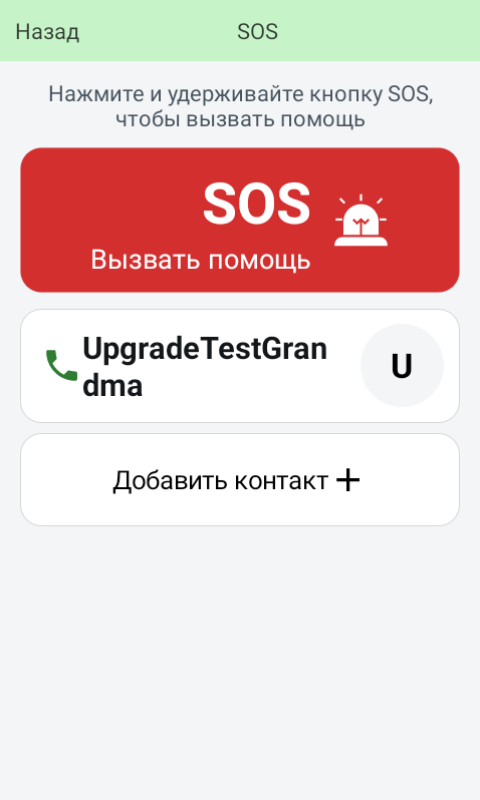 Назад
SOS
Нажмите и удерживайте кнопку SOS,
чтобы вызвать помощь
SOS
Вызвать помощь
UpgradeTestGran
dma
U
Добавить контакт +